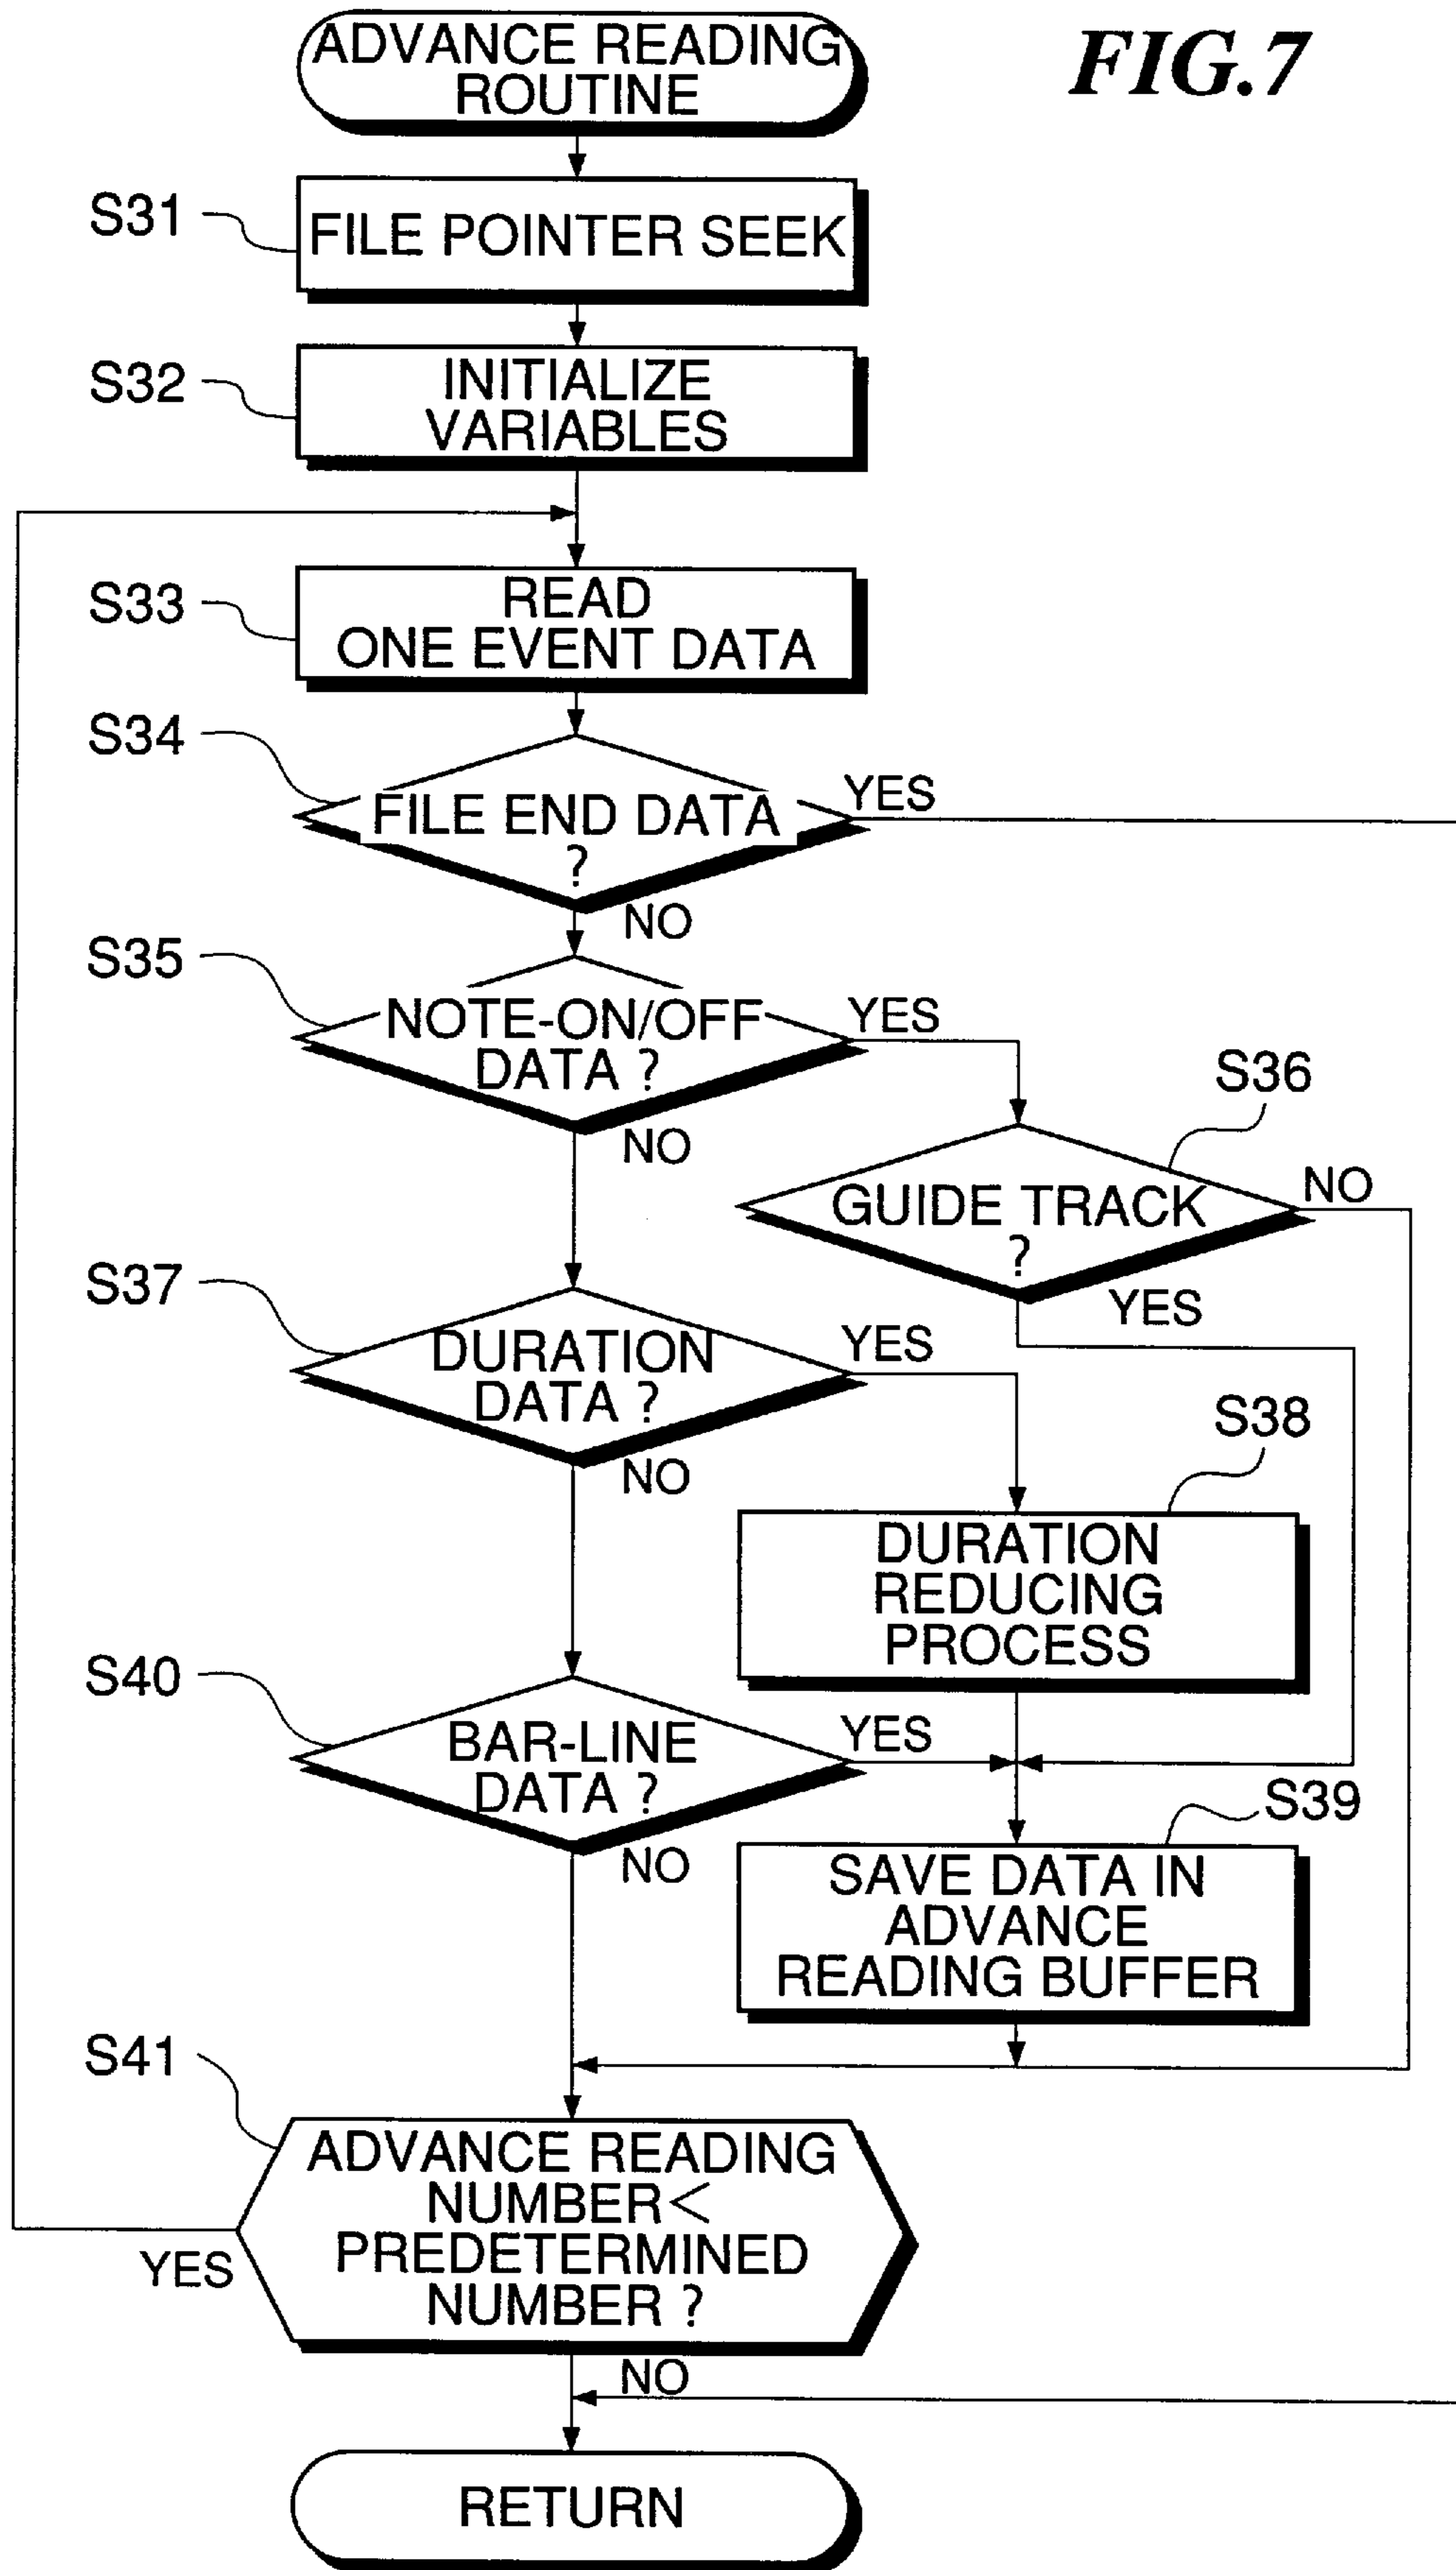 FIG.7
ADVANCE READING
ROUTINE
S31
FILE POINTER SEEK
S32
INITIALIZE
VARIABLES
S33
READ
ONE EVENT DATA
S34
FILE END DATA
?
YES
NO
S35
NOTE-ON/OFF
DATA ?
YES
NO
S36
GUIDE TRACK
?
NO
YES
S37
DURATION
DATA ?
YES
NO
S38
DURATION
REDUCING
PROCESS
S40
BAR-LINE
DATA ?
YES
NO
S39
SAVE DATA IN
ADVANCE
READING BUFFER
S41
ADVANCE READING
NUMBER <
PREDETERMINED
NUMBER ?
YES
NO
RETURN